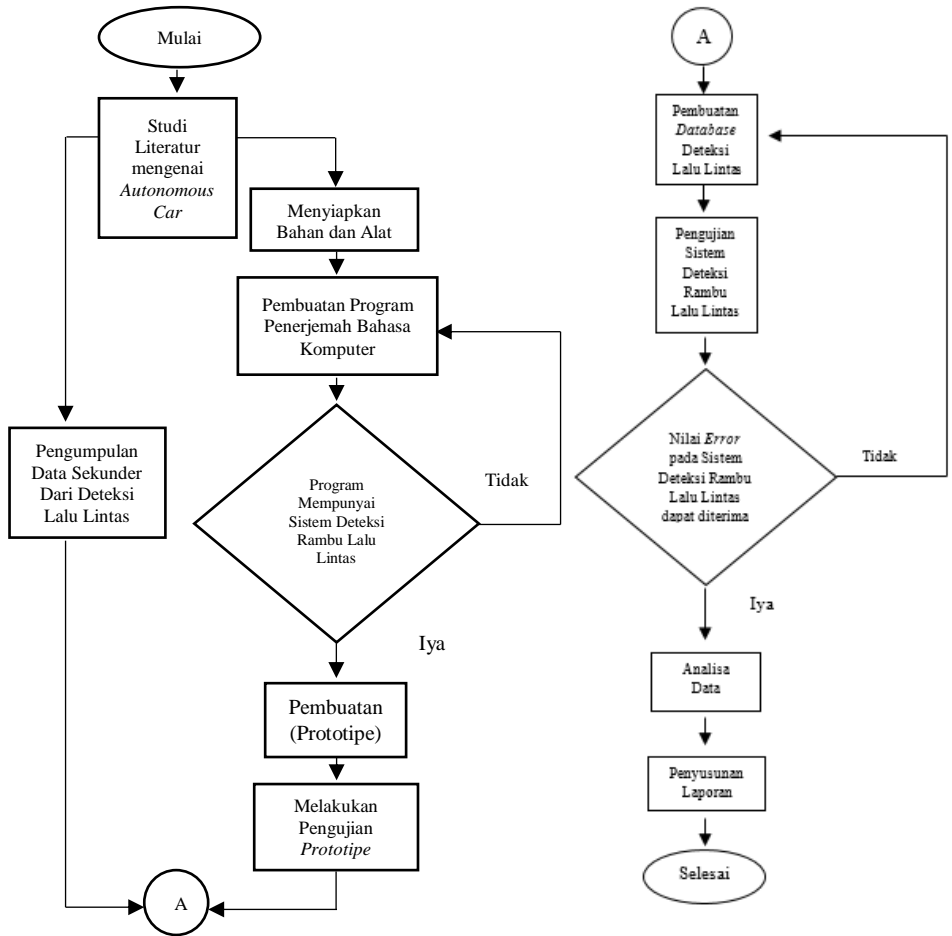 Mulai
Studi
Literatur
mengenai
Autonomous
Car
Menyiapkan
Bahan dan Alat
Pembuatan Program
Penerjemah Bahasa
Komputer
Pengumpulan
Data Sekunder
Dari Deteksi
Lalu Lintas
Program
Mempunyai
Sistem Deteksi
Rambu Lalu
Lintas
Tidak
Iya
Pembuatan
(Prototipe)
Melakukan
Pengujian
Prototipe
A
A
Pembuatan
Database
Deteksi
Lalu Lintas
Pengujian
Sistem
Deteksi
Rambu
Lalu Lintas
Nilai Error
pada Sistem
Deteksi Rambu
Lalu Lintas
dapat diterima
Tidak
Iya
Analisa
Data
Penyusunan
Laporan
Selesai